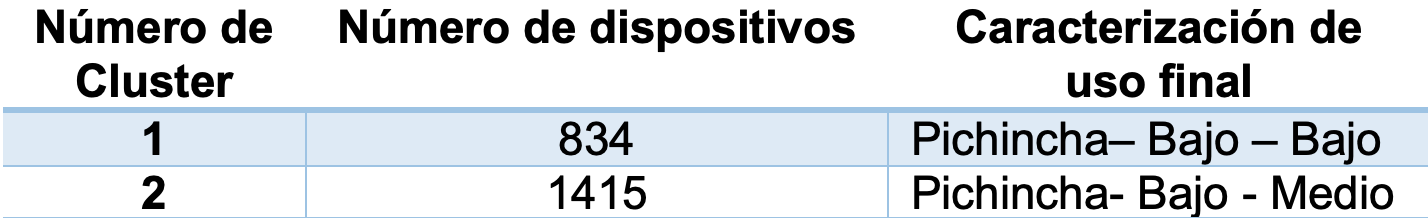 Número de Número de dispositivos Caracterización de
Cluster uso final
1 834 Pichincha– Bajo – Bajo
2 1415 Pichincha- Bajo - Medio